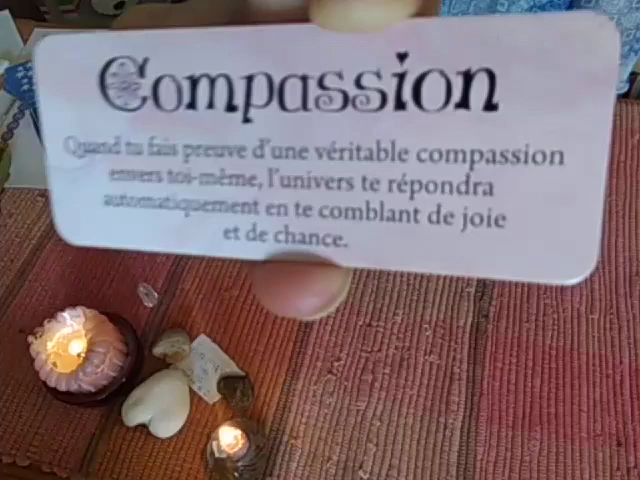 Compassion
Quand tu fais preuve d'une véritable compassion
envers toi-même, l'univers te répondra
automatiquement en te comblant de joie
et de chance.